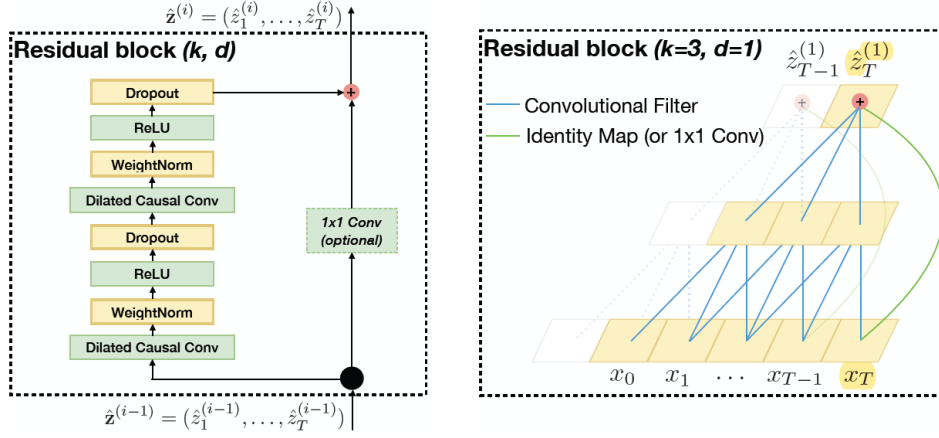 ẑ^(i) = (ẑ_1^(i), . . . , ẑ_T^(i))
Residual block (k, d)
Dropout
ReLU
WeightNorm
Dilated Causal Conv
Dropout
ReLU
WeightNorm
Dilated Causal Conv
+
1x1 Conv
(optional)
ẑ^(i−1) = (ẑ_1^(i−1), . . . , ẑ_T^(i−1))
Residual block (k=3, d=1)
ẑ_{T−1}^(1) ẑ_T^(1)
+ +
Convolutional Filter
Identity Map (or 1x1 Conv)
x_0 x_1 . . . x_{T−1} x_T